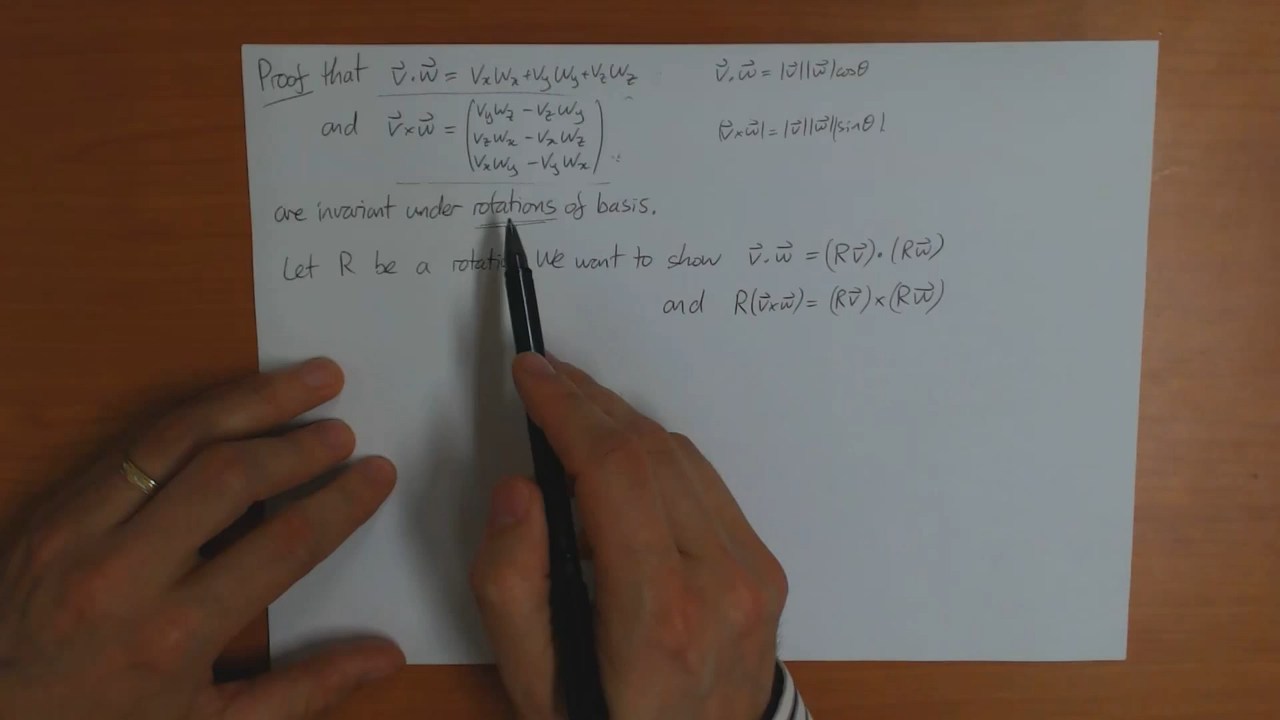 Proof that v⃗.w⃗ = VxWx+VyWy+VzWz v⃗.w⃗ = |v⃗||w⃗|cosθ
and v⃗×w⃗ = (VyWz − VzWy
VzWx − VxWz
VxWy − VyWx) |v⃗×w⃗| = |v⃗||w⃗||sinθ|
are invariant under rotations of basis.
Let R be a We want to show v⃗.w⃗ = (Rv⃗).(Rw⃗)
and R(v⃗×w⃗) = (Rv⃗)×(Rw⃗)